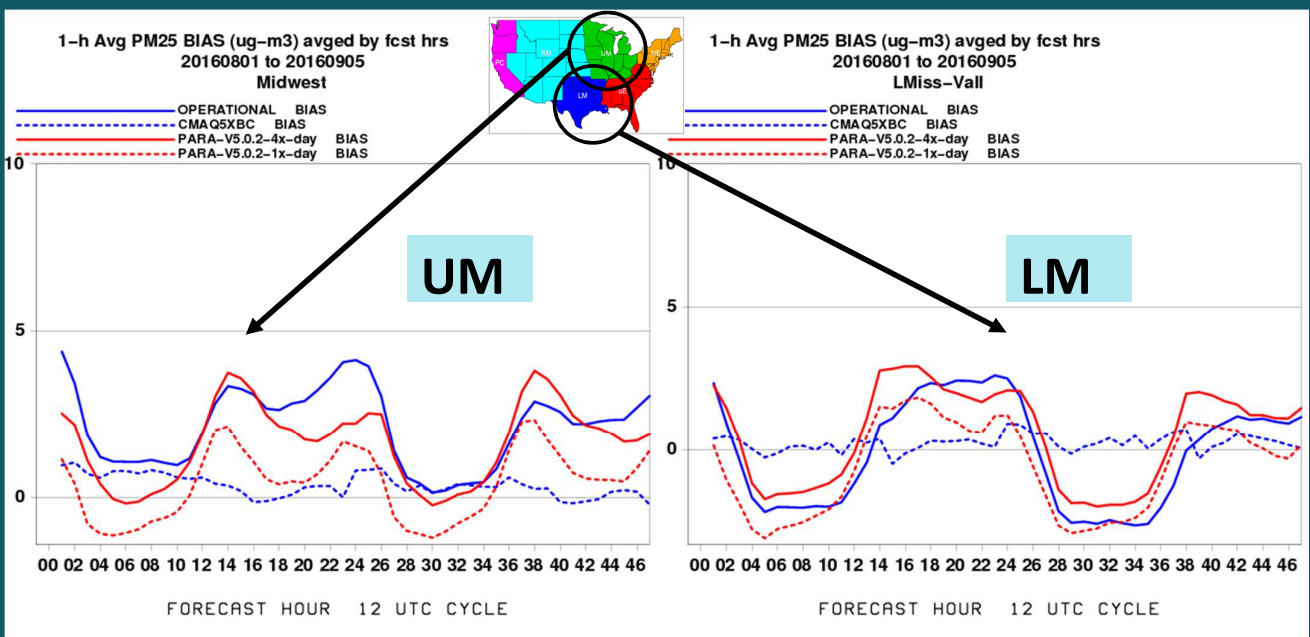 1-h Avg PM25 BIAS (ug-m3) avged by fcst hrs
20160801 to 20160905
Midwest
OPERATIONAL BIAS
CMAQ5XBC BIAS
PARA-V5.0.2-4x-day BIAS
PARA-V5.0.2-1x-day BIAS
10
5
0
UM
00 02 04 06 08 10 12 14 16 18 20 22 24 26 28 30 32 34 36 38 40 42 44 46
FORECAST HOUR 12 UTC CYCLE
PC
RM
UM
LM
SE
1-h Avg PM25 BIAS (ug-m3) avged by fcst hrs
20160801 to 20160905
LMiss-Vall
OPERATIONAL BIAS
CMAQ5XBC BIAS
PARA-V5.0.2-4x-day BIAS
PARA-V5.0.2-1x-day BIAS
10
5
0
LM
00 02 04 06 08 10 12 14 16 18 20 22 24 26 28 30 32 34 36 38 40 42 44 46
FORECAST HOUR 12 UTC CYCLE